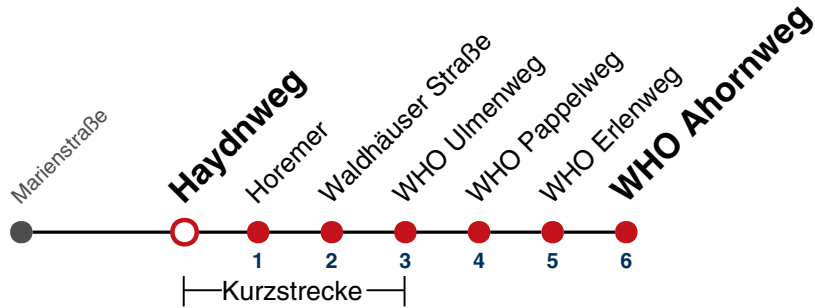 Marienstraße
Haydnweg
Horemer
Waldhäuser Straße
WHO Ulmenweg
WHO Pappelweg
WHO Erlenweg
WHO Ahornweg
1 2 3 4 5 6
Kurzstrecke